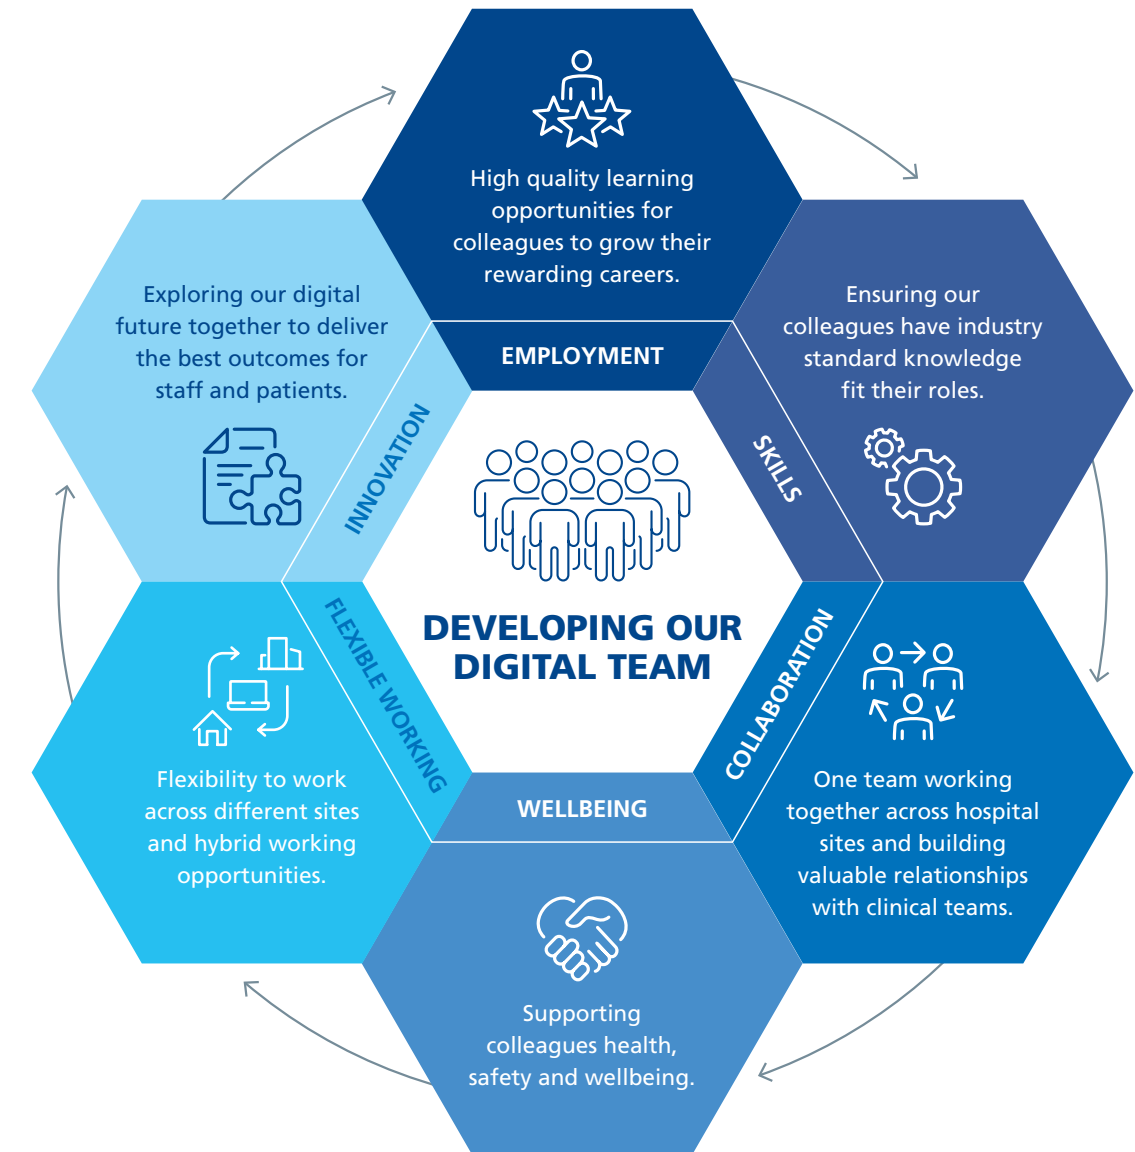 High quality learning
opportunities for
colleagues to grow their
rewarding careers.
EMPLOYMENT
Ensuring our
colleagues have industry
standard knowledge
fit their roles.
SKILLS
One team working
together across hospital
sites and building
valuable relationships
with clinical teams.
COLLABORATION
WELLBEING
Supporting
colleagues health,
safety and wellbeing.
FLEXIBLE WORKING
Flexibility to work
across different sites
and hybrid working
opportunities.
Exploring our digital
future together to deliver
the best outcomes for
staff and patients.
INNOVATION
DEVELOPING OUR
DIGITAL TEAM